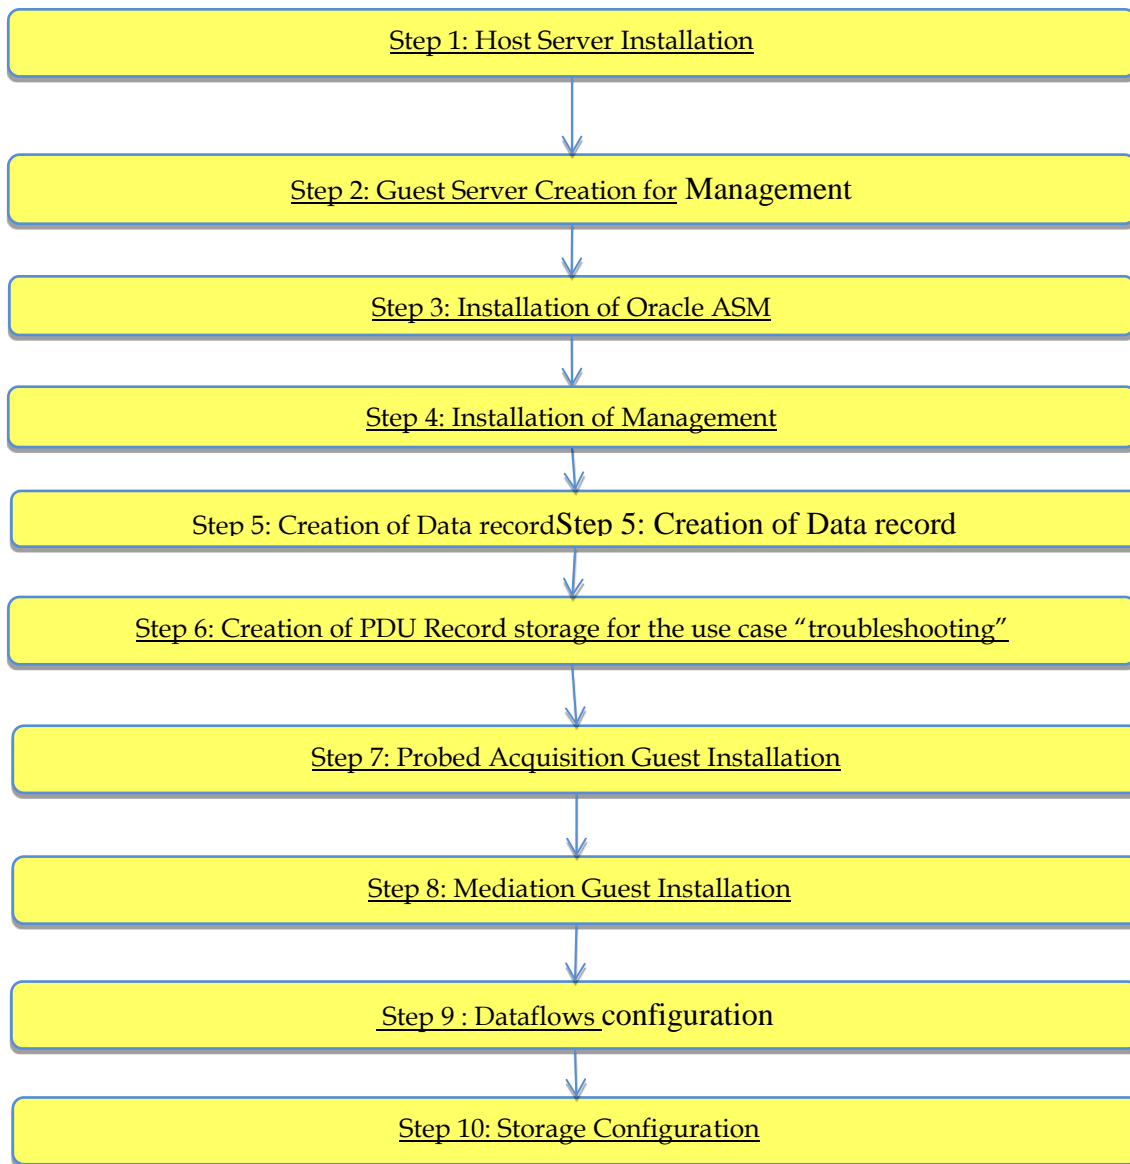 Step 1: Host Server Installation
Step 2: Guest Server Creation for Management
Step 3: Installation of Oracle ASM
Step 4: Installation of Management
Step 5: Creation of Data recordStep 5: Creation of Data record
Step 6: Creation of PDU Record storage for the use case “troubleshooting”
Step 7: Probed Acquisition Guest Installation
Step 8: Mediation Guest Installation
Step 9 : Dataflows configuration
Step 10: Storage Configuration